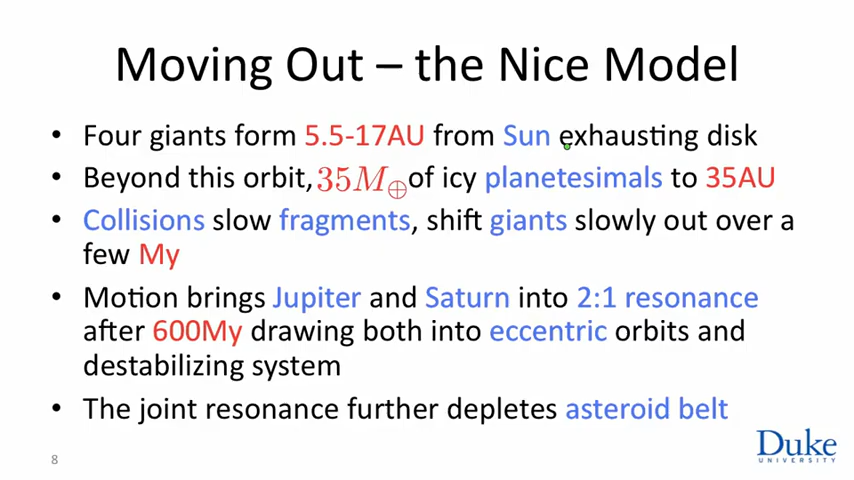 Moving Out – the Nice Model
• Four giants form 5.5-17AU from Sun exhausting disk
• Beyond this orbit, 35M⊕ of icy planetesimals to 35AU
• Collisions slow fragments, shift giants slowly out over a
few My
• Motion brings Jupiter and Saturn into 2:1 resonance
after 600My drawing both into eccentric orbits and
destabilizing system
• The joint resonance further depletes asteroid belt
8
Duke
UNIVERSITY